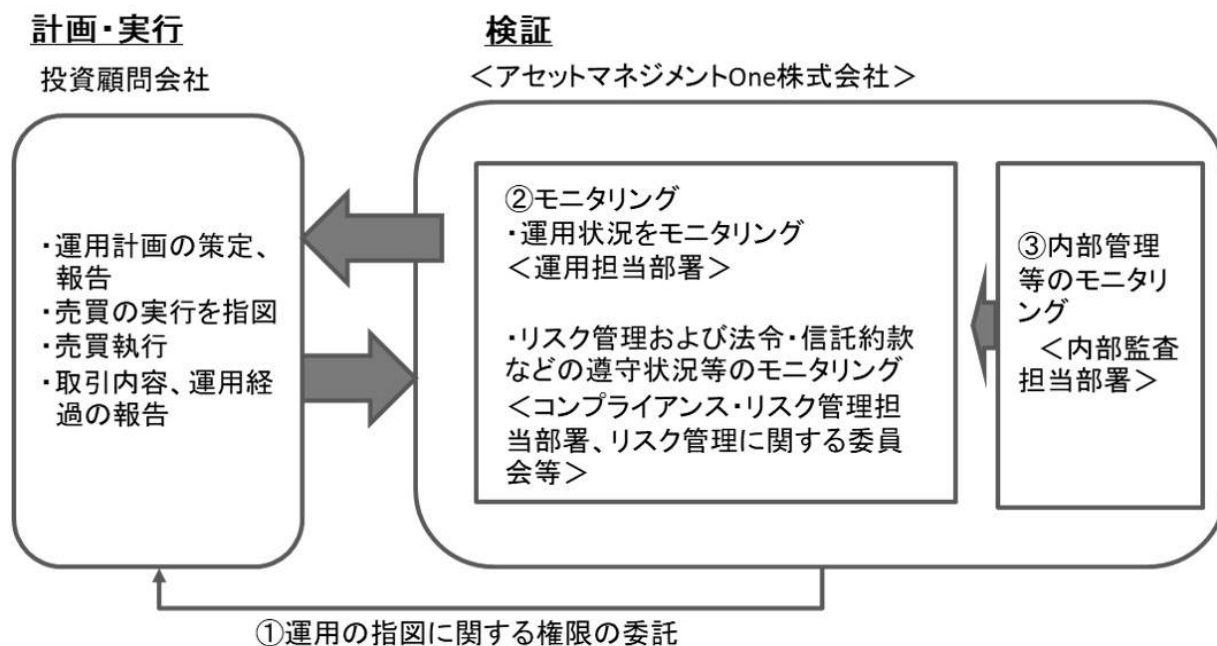 計画・実行
投資顧問会社
・運用計画の策定、
報告
・売買の実行を指図
・売買執行
・取引内容、運用経
過の報告
検証
＜アセットマネジメントOne株式会社＞
②モニタリング
・運用状況をモニタリング
＜運用担当部署＞
・リスク管理および法令・信託約款
などの遵守状況等のモニタリング
＜コンプライアンス・リスク管理担
当部署、リスク管理に関する委員
会等＞
③内部管理
等のモニタリ
ング
＜内部監査
担当部署＞
①運用の指図に関する権限の委託